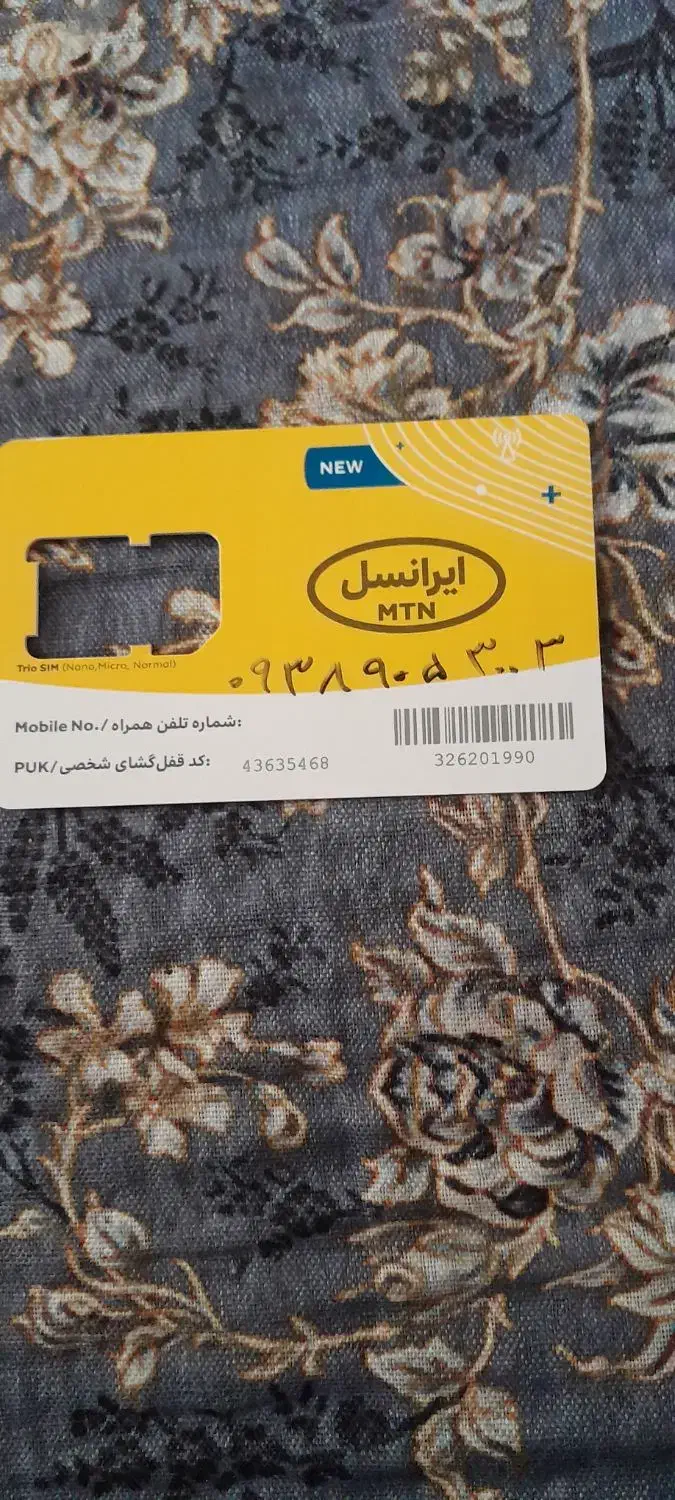 NEW
ایرانسل
MTN
Trio SIM (Nano,Micro, Normal)
۰۹۳۸۹۰۵۳۰۰۳
Mobile No./شماره تلفن همراه:
PUK/کد قفل‌گشای شخصی: 43635468
326201990